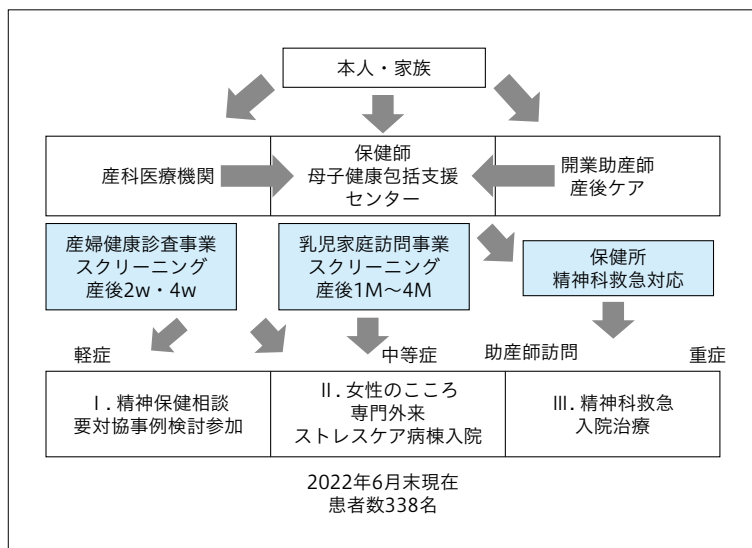 本人・家族
産科医療機関
保健師
母子健康包括支援
センター
開業助産師
産後ケア
産婦健康診査事業
スクリーニング
産後2w・4w
乳児家庭訪問事業
スクリーニング
産後1M～4M
保健所
精神科救急対応
軽症
中等症
助産師訪問
重症
Ⅰ. 精神保健相談
要対協事例検討参加
Ⅱ. 女性のこころ
専門外来
ストレスケア病棟入院
Ⅲ. 精神科救急
入院治療
2022年6月末現在
患者数338名